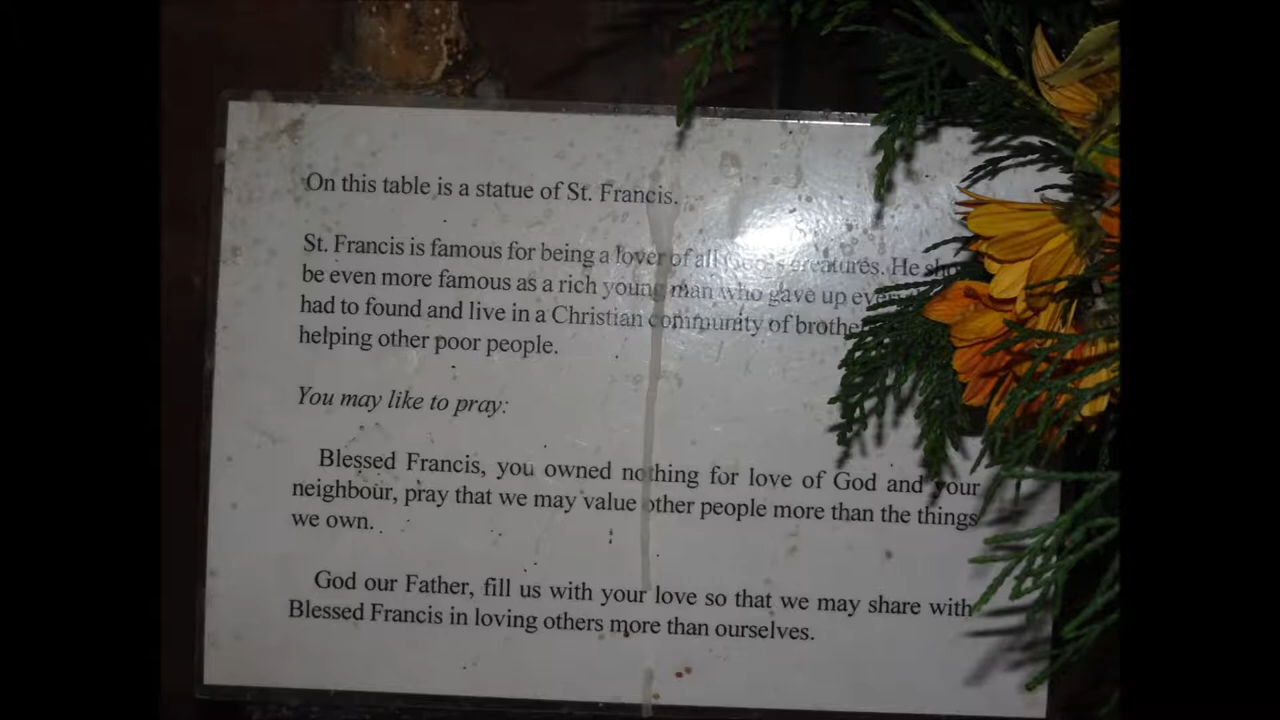 On this table is a statue of St. Francis.
St. Francis is famous for being a lover of all God's creatures. He
be even more famous as a rich young man who gave up
had to found and live in a Christian community of
helping other poor people.
You may like to pray:
Blessed Francis, you owned nothing for love of God and your
neighbour, pray that we may value other people more than the things
we own.
God our Father, fill us with your love so that we may share with
Blessed Francis in loving others more than ourselves.